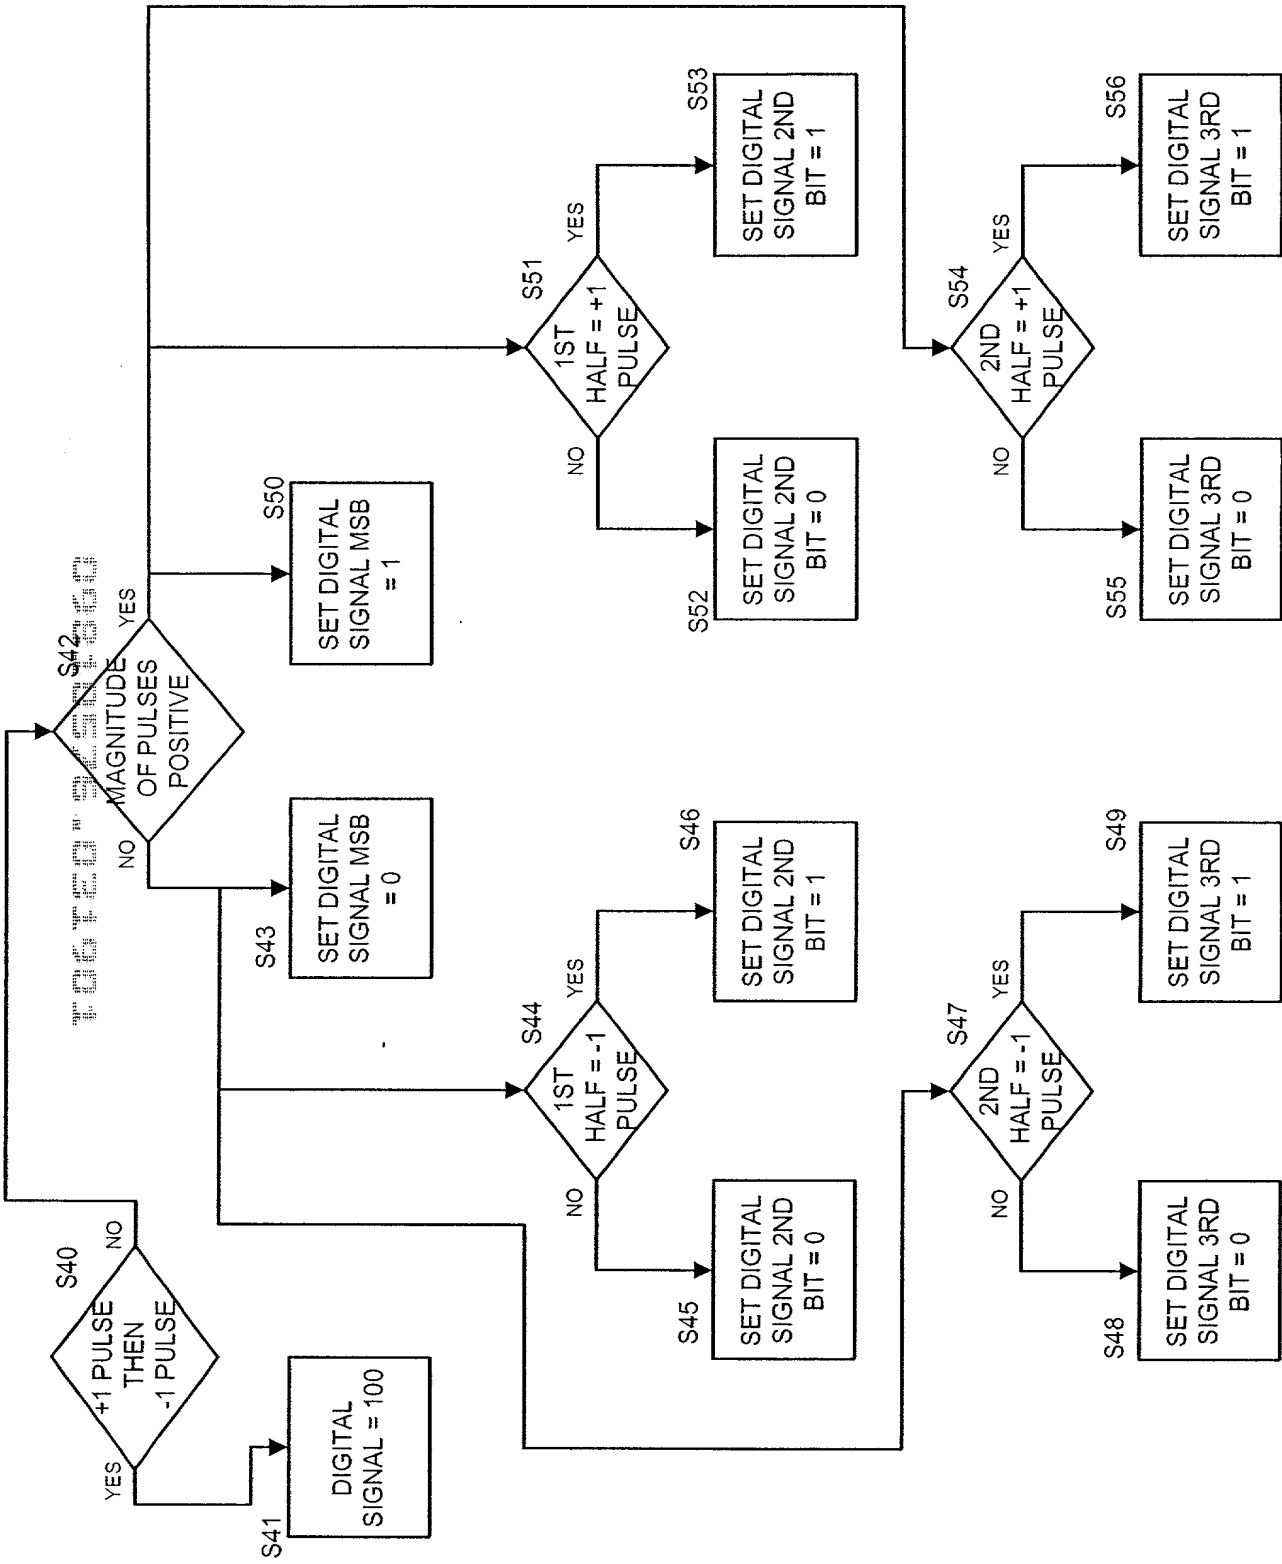 S40
+1 PULSE
THEN
-1 PULSE
YES
NO
S41
DIGITAL
SIGNAL = 100
S42
MAGNITUDE
OF PULSES
POSITIVE
NO
YES
S43
SET DIGITAL
SIGNAL MSB
= 0
S50
SET DIGITAL
SIGNAL MSB
= 1
S44
1ST
HALF = -1
PULSE
NO
YES
S45
SET DIGITAL
SIGNAL 2ND
BIT = 0
S46
SET DIGITAL
SIGNAL 2ND
BIT = 1
S51
1ST
HALF = +1
PULSE
NO
YES
S52
SET DIGITAL
SIGNAL 2ND
BIT = 0
S53
SET DIGITAL
SIGNAL 2ND
BIT = 1
S47
2ND
HALF = -1
PULSE
NO
YES
S48
SET DIGITAL
SIGNAL 3RD
BIT = 0
S49
SET DIGITAL
SIGNAL 3RD
BIT = 1
S54
2ND
HALF = +1
PULSE
NO
YES
S55
SET DIGITAL
SIGNAL 3RD
BIT = 0
S56
SET DIGITAL
SIGNAL 3RD
BIT = 1